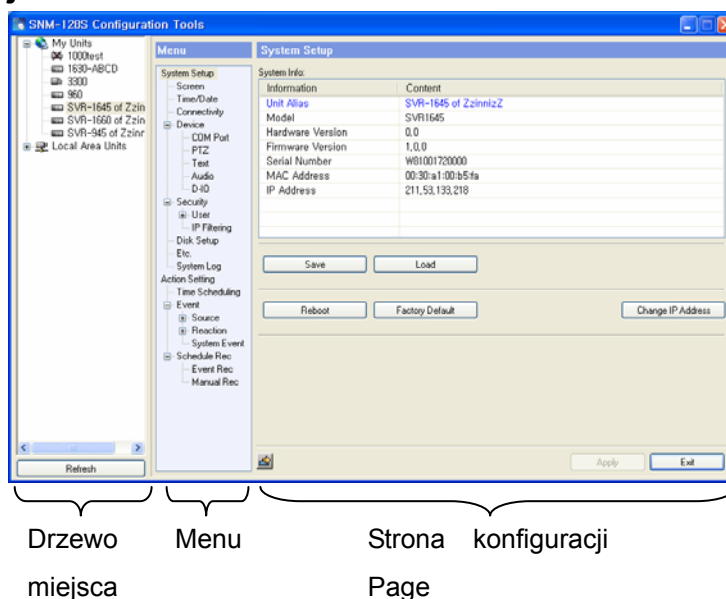 SNM-128S Configuration Tools
My Units
1000test
1630-ABCD
3300
960
SVR-1645 of Zzin
SVR-1660 of Zzin
SVR-945 of Zzinr
Local Area Units
Refresh
Menu
System Setup
Screen
Time/Date
Connectivity
Device
COM Port
PTZ
Text
Audio
D-IO
Security
User
IP Filtering
Disk Setup
Etc.
System Log
Action Setting
Time Scheduling
Event
Source
Reaction
System Event
Schedule Rec
Event Rec
Manual Rec
System Setup
System Info:
Information Content
Unit Alias SVR-1645 of ZzinnizZ
Model SVR1645
Hardware Version 0.0
Firmware Version 1,0,0
Serial Number W81001720000
MAC Address 00:30:a1:00:b5:fa
IP Address 211,53,133,218
Save Load
Reboot Factory Default Change IP Address
Apply Exit
Drzewo Menu Strona konfiguracji
miejsca Page